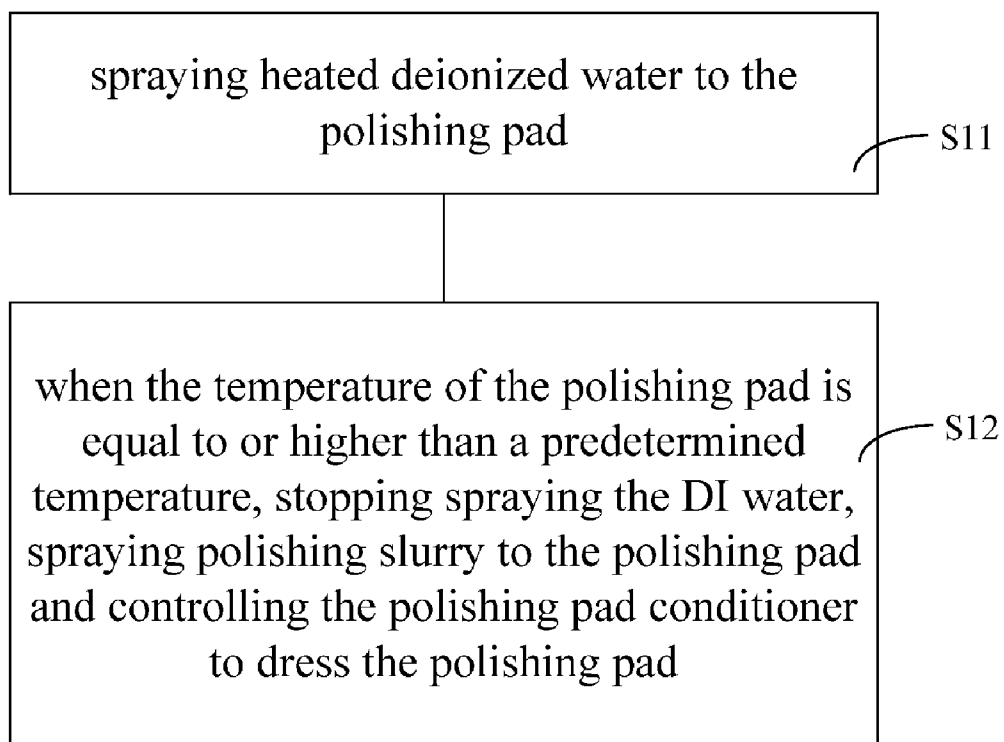 spraying heated deionized water to the
polishing pad
S11
when the temperature of the polishing pad is
equal to or higher than a predetermined
temperature, stopping spraying the DI water,
spraying polishing slurry to the polishing pad
and controlling the polishing pad conditioner
to dress the polishing pad
S12